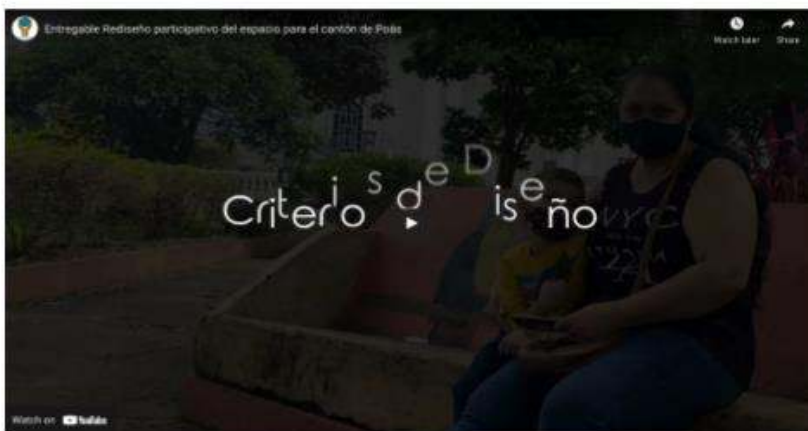 Entregable Rediseño participativo del espacio para el cantón de Poás
Watch later
Share
Criterios de Diseño
Watch on YouTube